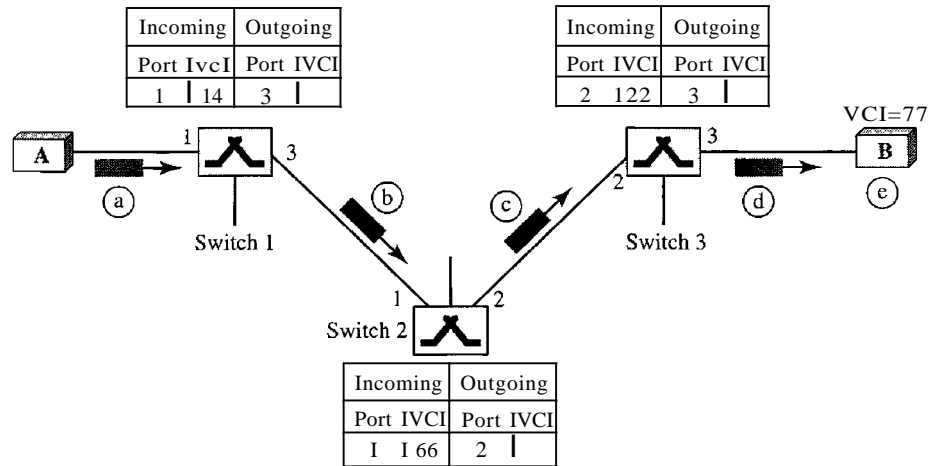 Incoming Outgoing
Port IvcI Port IVCI
1 | 14 3 |
Incoming Outgoing
Port IVCI Port IVCI
2 122 3 |
VCI=77
A
1
3
2
3
B
a
b
c
d
e
Switch 1
Switch 3
1
2
Switch 2
Incoming Outgoing
Port IVCI Port IVCI
I I 66 2 |